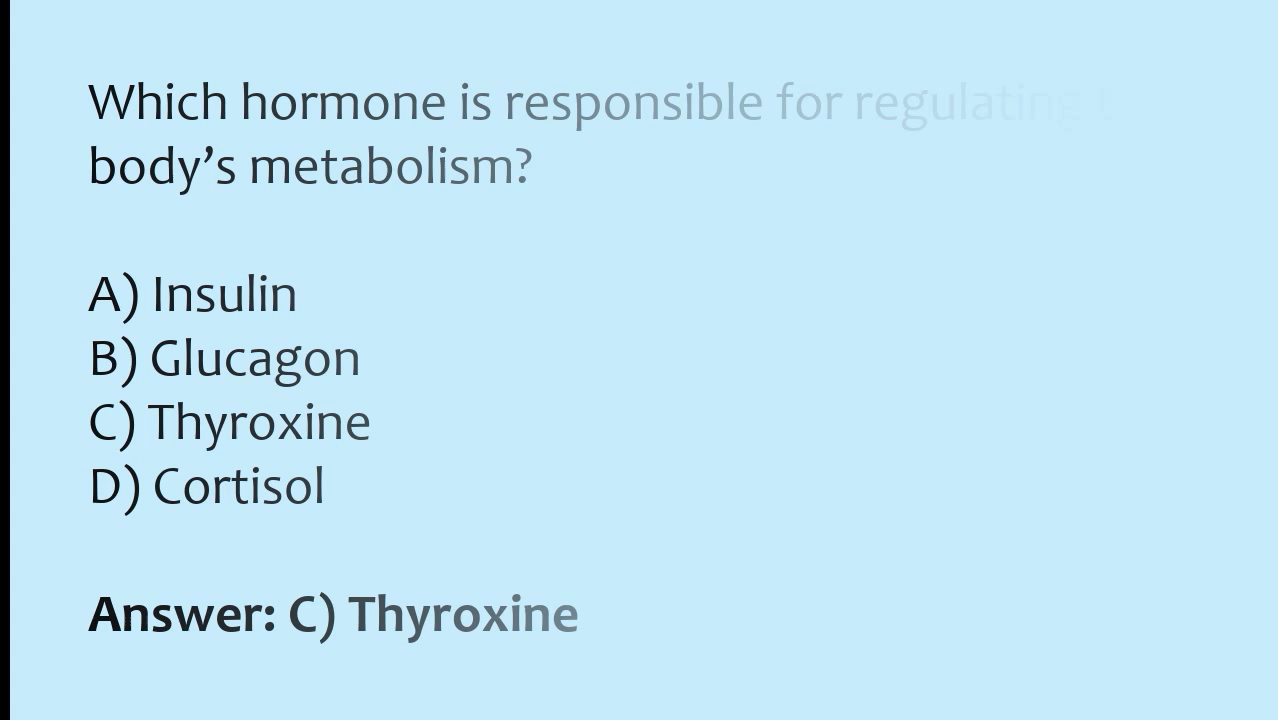 Which hormone is responsible for regulating
body’s metabolism?
A) Insulin
B) Glucagon
C) Thyroxine
D) Cortisol
Answer: C) Thyroxine